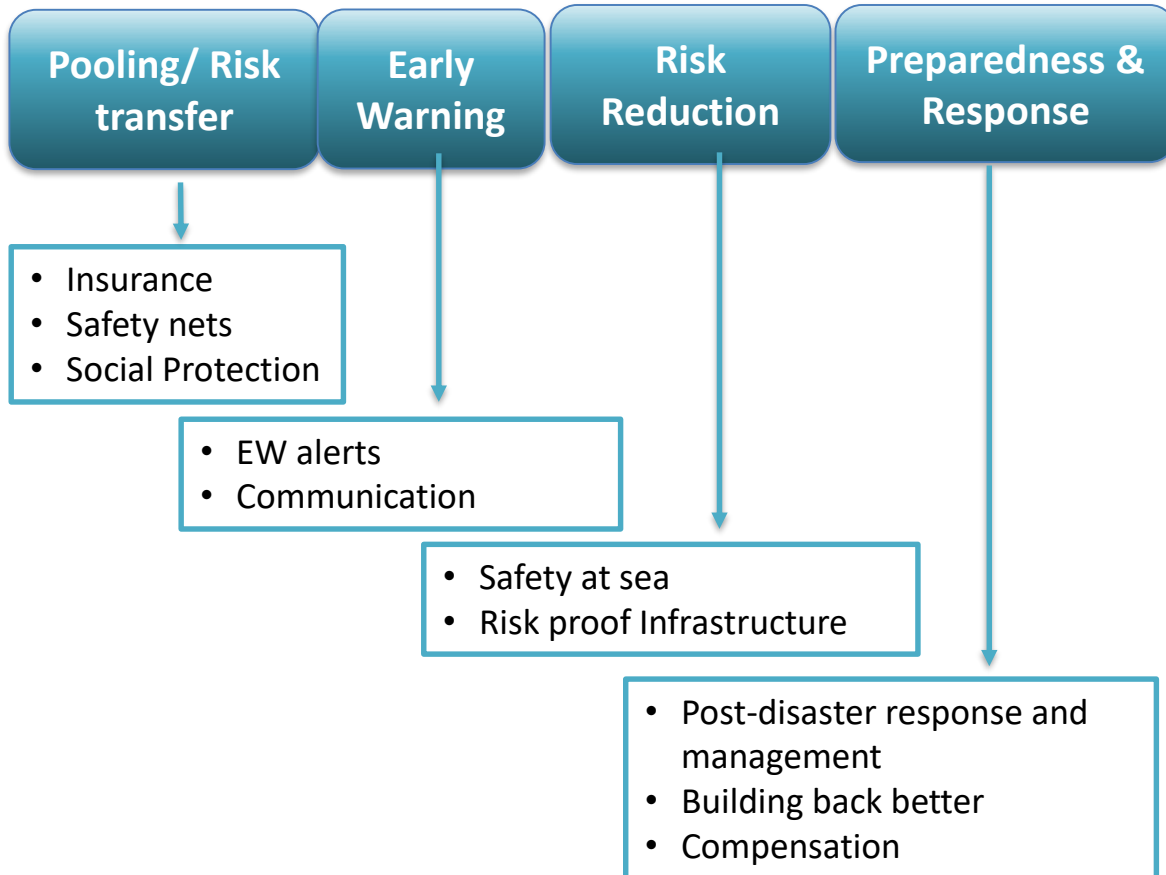 Pooling/ Risk
transfer
Early
Warning
Risk
Reduction
Preparedness &
Response
• Insurance
• Safety nets
• Social Protection
• EW alerts
• Communication
• Safety at sea
• Risk proof Infrastructure
• Post-disaster response and
management
• Building back better
• Compensation